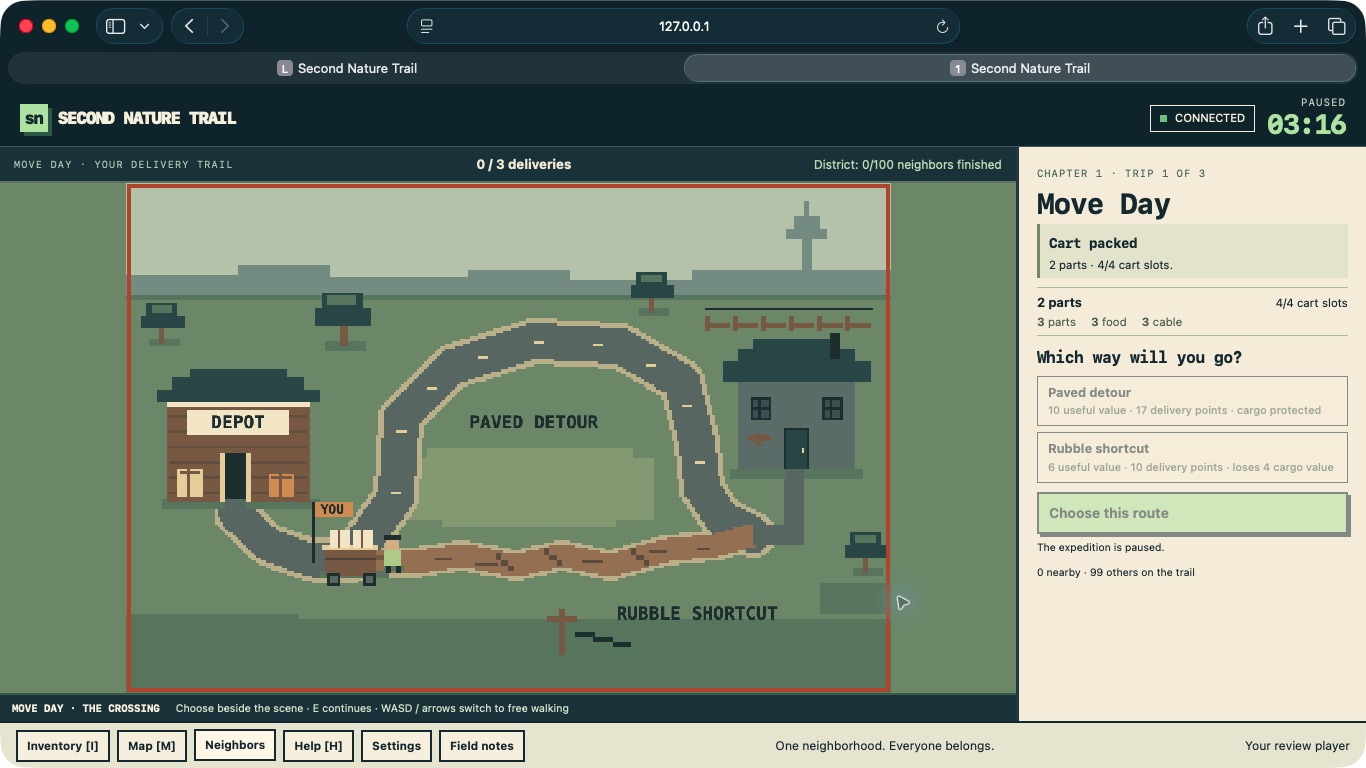 127.0.0.1
L Second Nature Trail
1 Second Nature Trail
sn SECOND NATURE TRAIL
CONNECTED
PAUSED
03:16
MOVE DAY · YOUR DELIVERY TRAIL
0 / 3 deliveries
District: 0/100 neighbors finished
DEPOT
PAVED DETOUR
YOU
RUBBLE SHORTCUT
MOVE DAY · THE CROSSING
Choose beside the scene · E continues · WASD / arrows switch to free walking
CHAPTER 1 · TRIP 1 OF 3
Move Day
Cart packed
2 parts · 4/4 cart slots.
2 parts
4/4 cart slots
3 parts 3 food 3 cable
Which way will you go?
Paved detour
10 useful value · 17 delivery points · cargo protected
Rubble shortcut
6 useful value · 10 delivery points · loses 4 cargo value
Choose this route
The expedition is paused.
0 nearby · 99 others on the trail
Inventory [I]
Map [M]
Neighbors
Help [H]
Settings
Field notes
One neighborhood. Everyone belongs.
Your review player